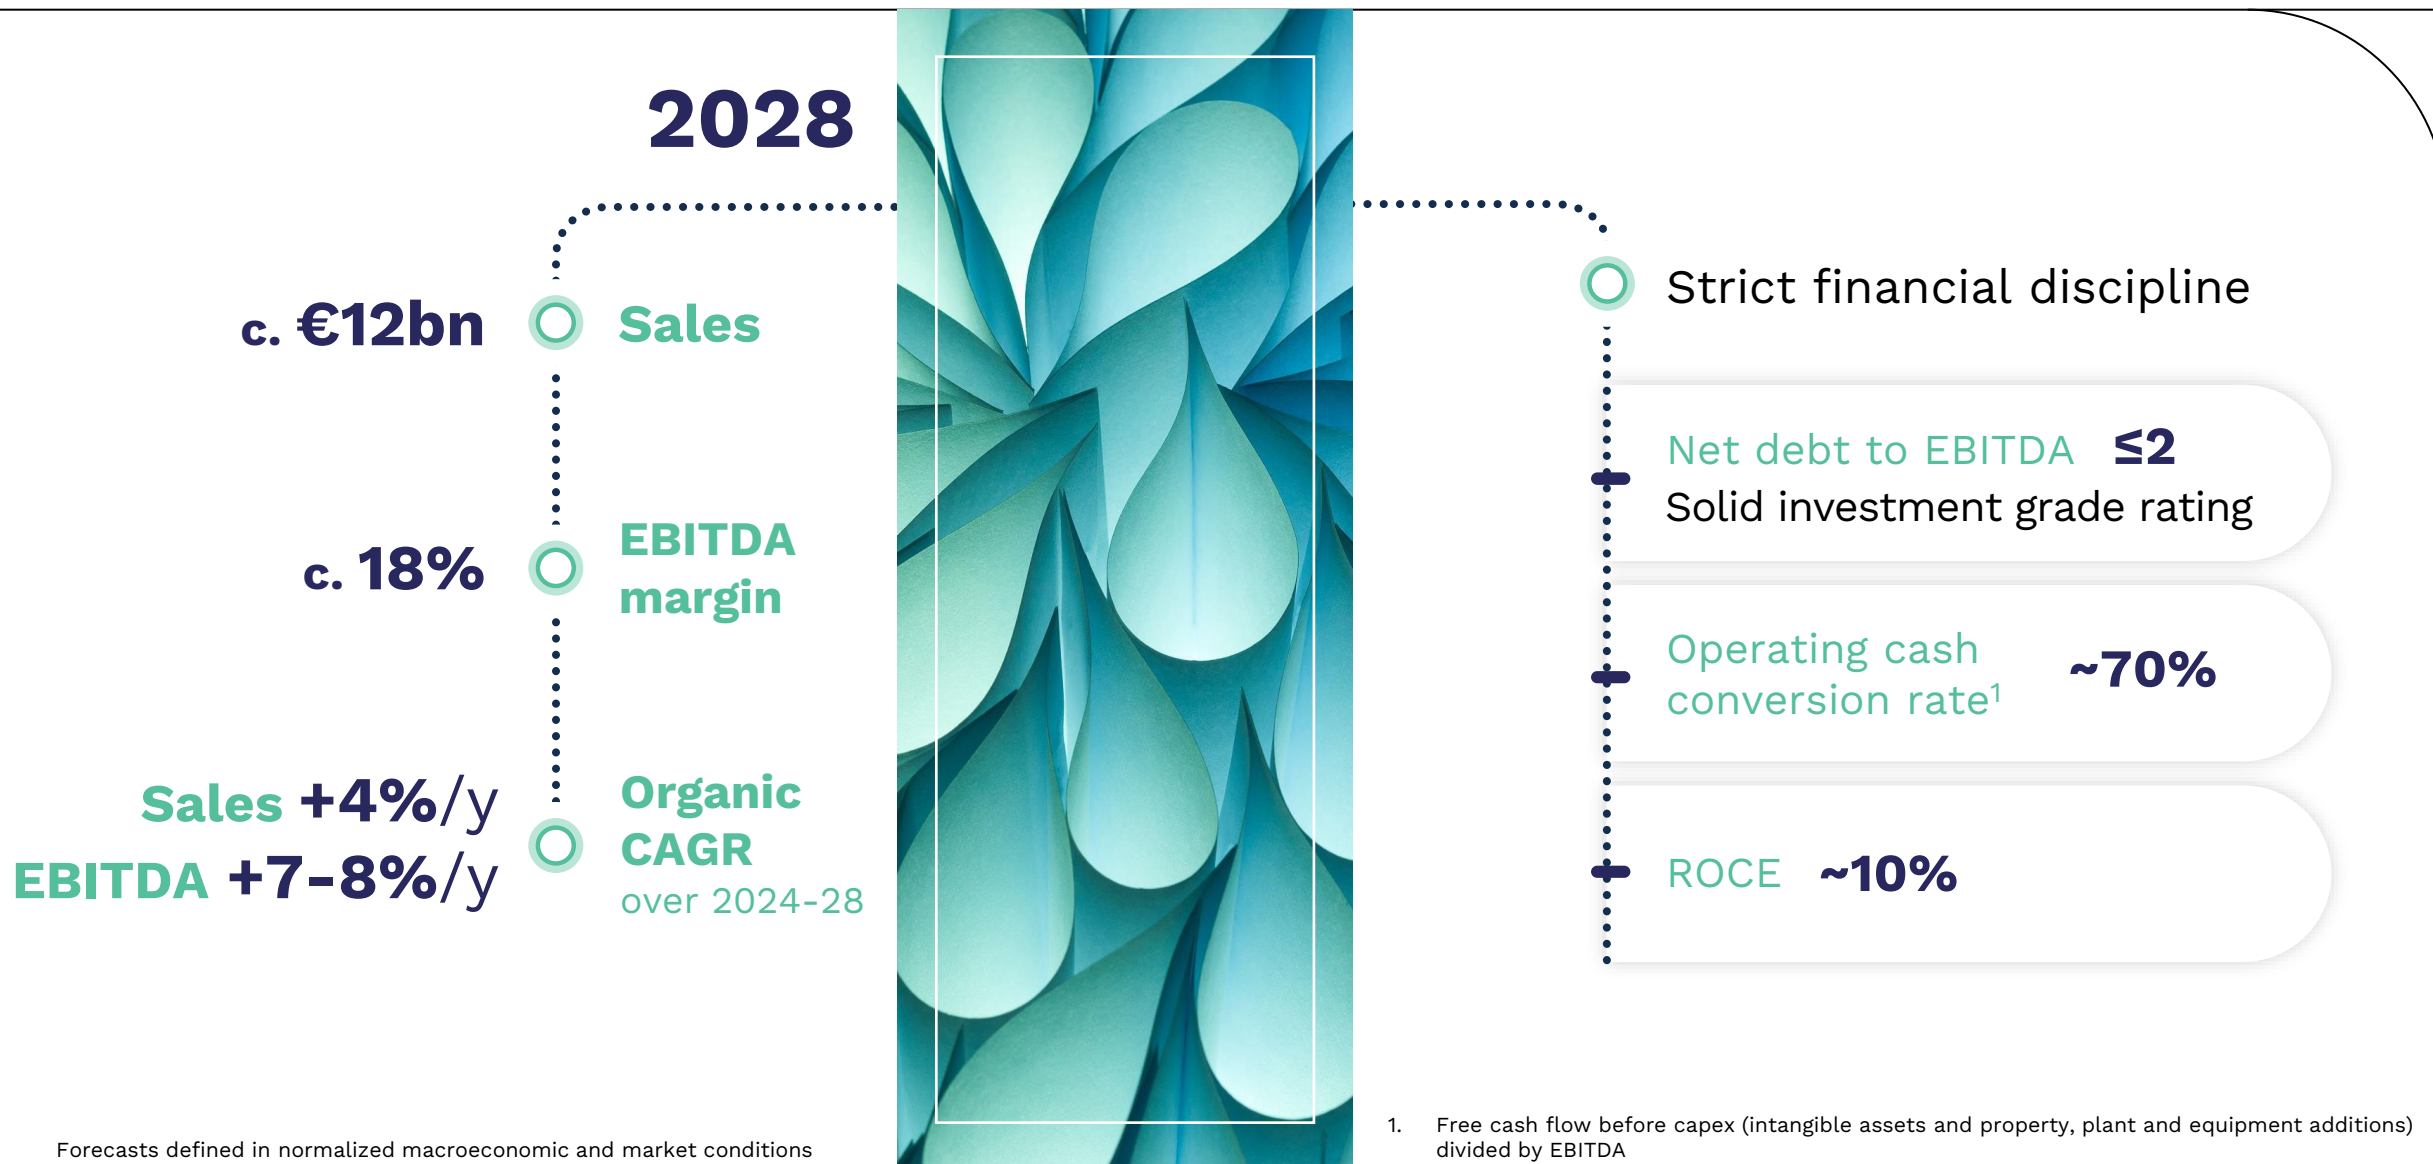 2028
c. €12bn
Sales
c. 18%
EBITDA
margin
Sales +4%/y
EBITDA +7-8%/y
Organic
CAGR
over 2024-28
Forecasts defined in normalized macroeconomic and market conditions
Strict financial discipline
Net debt to EBITDA ≤2
Solid investment grade rating
Operating cash
conversion rate¹
~70%
ROCE ~10%
1. Free cash flow before capex (intangible assets and property, plant and equipment additions)
divided by EBITDA